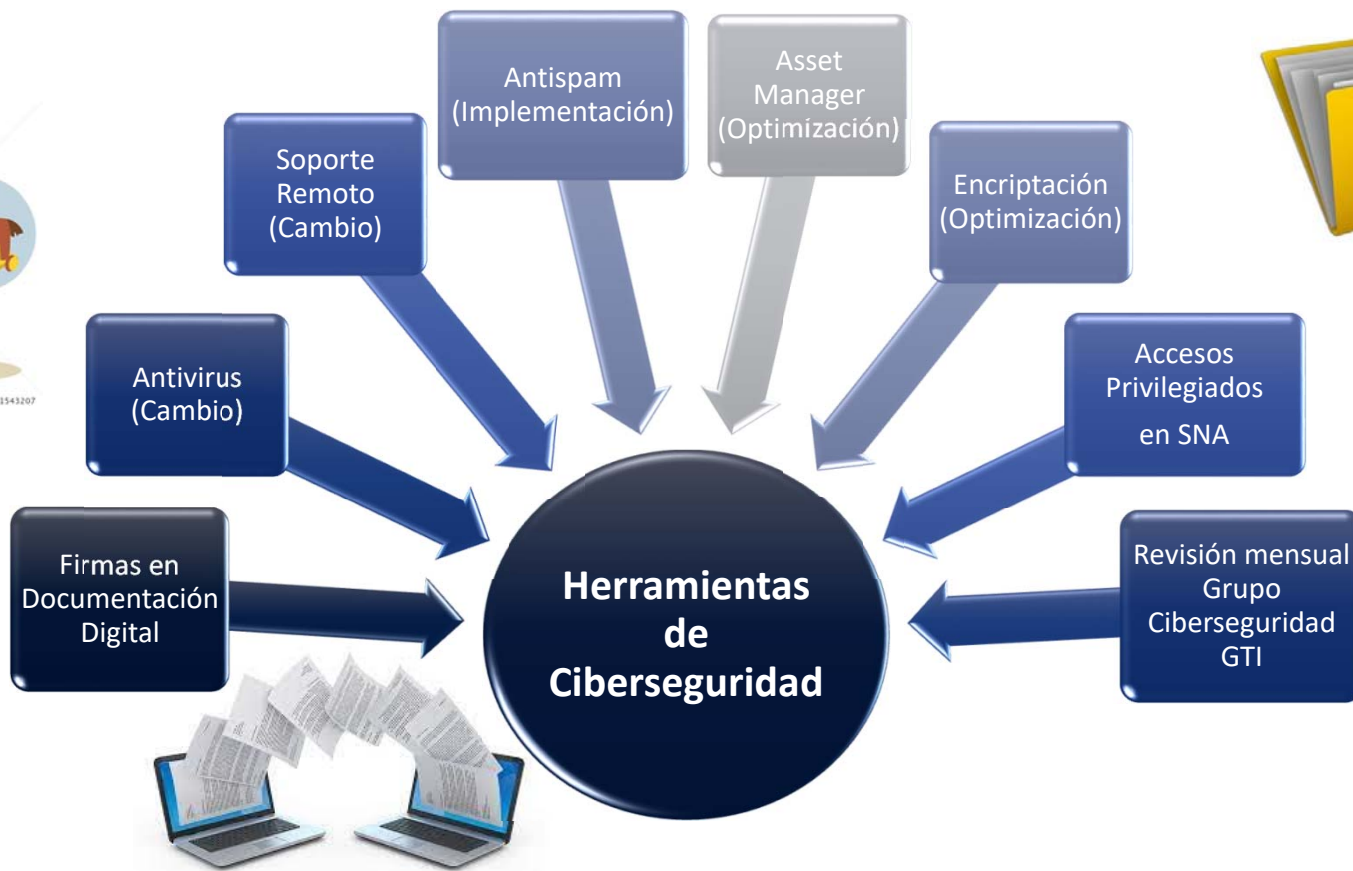 Antispam
(Implementación)
Asset
Manager
(Optimización)
Soporte
Remoto
(Cambio)
Encriptación
(Optimización)
Antivirus
(Cambio)
Accesos
Privilegiados
en SNA
Firmas en
Documentación
Digital
Revisión mensual
Grupo
Ciberseguridad
GTI
Herramientas
de
Ciberseguridad
1543207